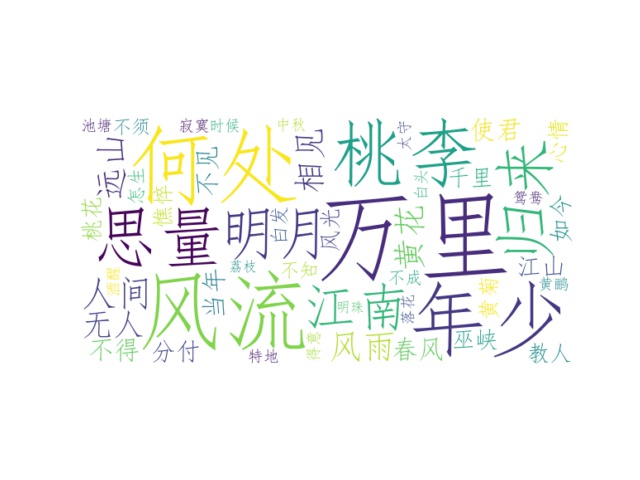 池塘
不须
寂寞
时候
中秋
太守
使君
心情
远山
怎生
何处
不见
相见
桃李
千里
白头
归来
鸳鸯
如今
桃花
憔悴
思量
明月
白发
风光
万里
黄花
江山
黄鹂
酒醒
人间
无人
当年
荔枝
不知
风流
江南
明珠
不成
落花
年少
黄菊
不得
分付
特地
得意
风雨
春风
巫峡
教人